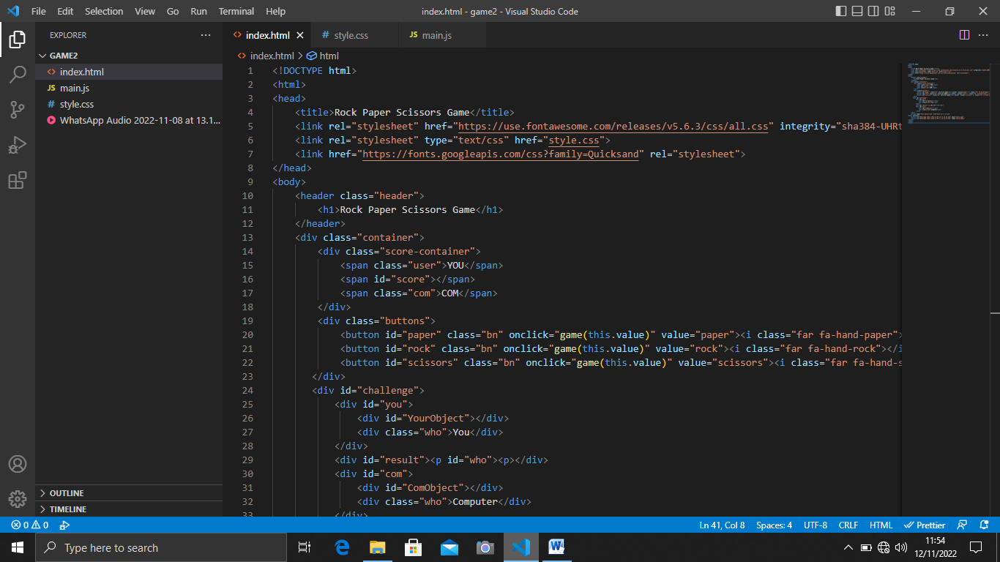 File Edit Selection View Go Run Terminal Help index.html - game2 - Visual Studio Code
EXPLORER
GAME2
index.html
main.js
style.css
WhatsApp Audio 2022-11-08 at 13.1...
OUTLINE
TIMELINE
index.html style.css main.js
index.html > html
1 <!DOCTYPE html>
2 <html>
3 <head>
4 <title>Rock Paper Scissors Game</title>
5 <link rel="stylesheet" href="https://use.fontawesome.com/releases/v5.6.3/css/all.css" integrity="sha384-UHRt
6 <link rel="stylesheet" type="text/css" href="style.css">
7 <link href="https://fonts.googleapis.com/css?family=Quicksand" rel="stylesheet">
8 </head>
9 <body>
10 <header class="header">
11 <h1>Rock Paper Scissors Game</h1>
12 </header>
13 <div class="container">
14 <div class="score-container">
15 <span class="user">YOU</span>
16 <span id="score"></span>
17 <span class="com">COM</span>
18 </div>
19 <div class="buttons">
20 <button id="paper" class="bn" onclick="game(this.value)" value="paper"><i class="far fa-hand-paper">
21 <button id="rock" class="bn" onclick="game(this.value)" value="rock"><i class="far fa-hand-rock"></i
22 <button id="scissors" class="bn" onclick="game(this.value)" value="scissors"><i class="far fa-hand-s
23 </div>
24 <div id="challenge">
25 <div id="you">
26 <div id="YourObject"></div>
27 <div class="who">You</div>
28 </div>
29 <div id="result"><p id="who"><p></div>
30 <div id="com">
31 <div id="ComObject"></div>
32 <div class="who">Computer</div>
33 </div>
0 0 Ln 41, Col 8 Spaces: 4 UTF-8 CRLF HTML Prettier
Type here to search
11:54
12/11/2022